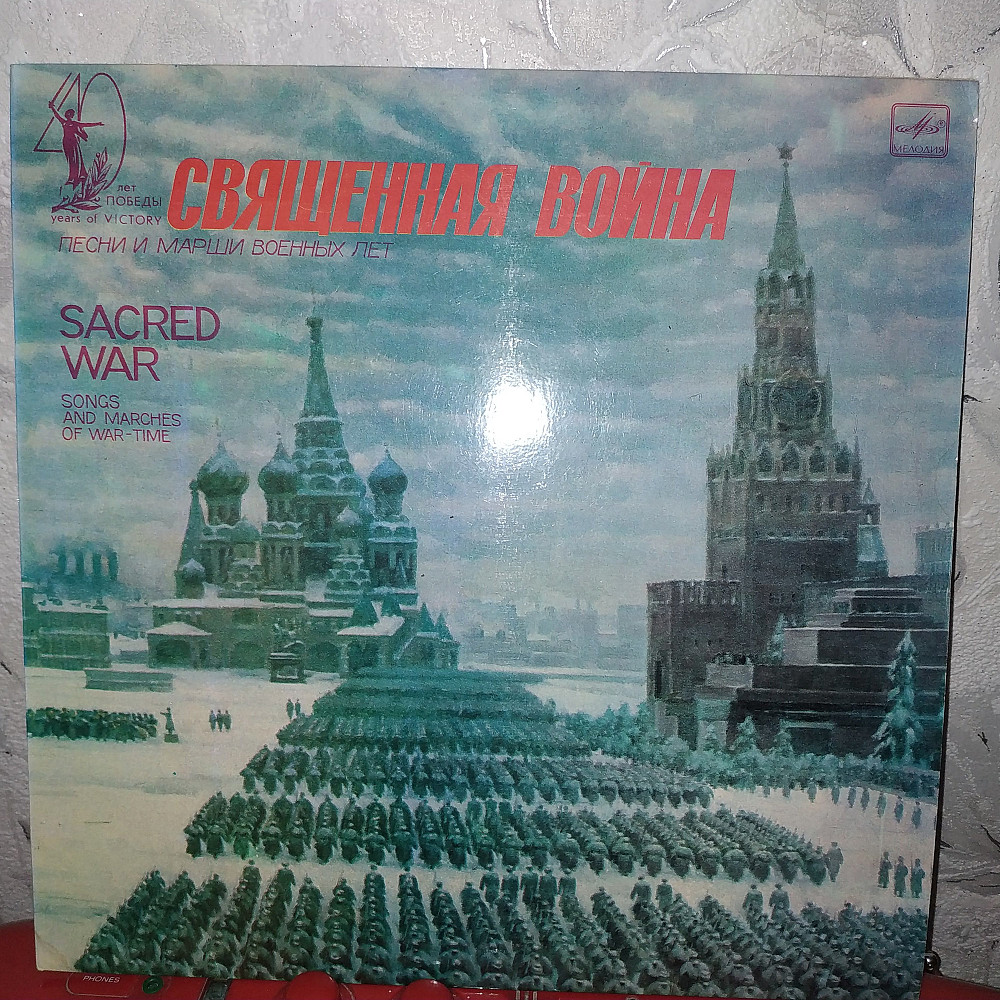 40
лет
ПОБЕДЫ
years of VICTORY
СВЯЩЕННАЯ ВОЙНА
ПЕСНИ И МАРШИ ВОЕННЫХ ЛЕТ
SACRED
WAR
SONGS
AND MARCHES
OF WAR-TIME
МЕЛОДИЯ
PHONES